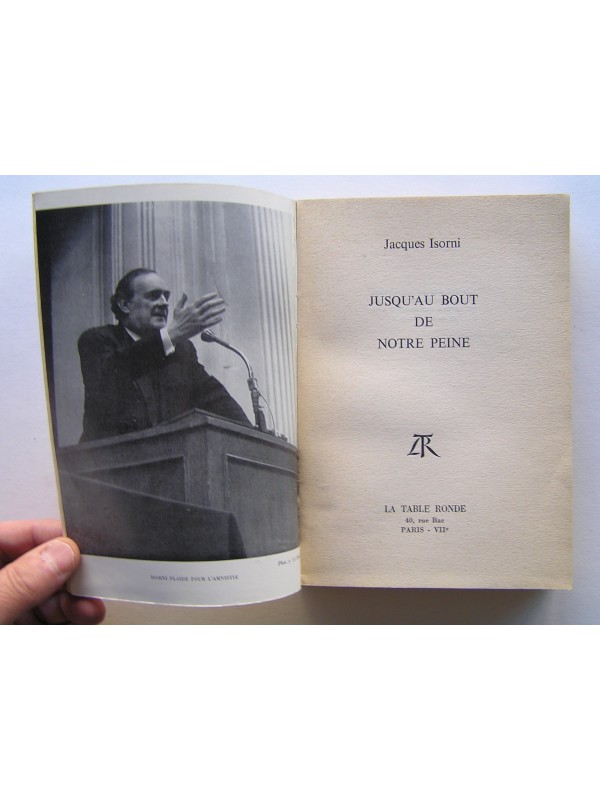 ISORNI PLAIDE POUR L'AMNISTIE
Jacques Isorni
JUSQU'AU BOUT
DE
NOTRE PEINE
TR
LA TABLE RONDE
40, rue Bac
PARIS - VIIe